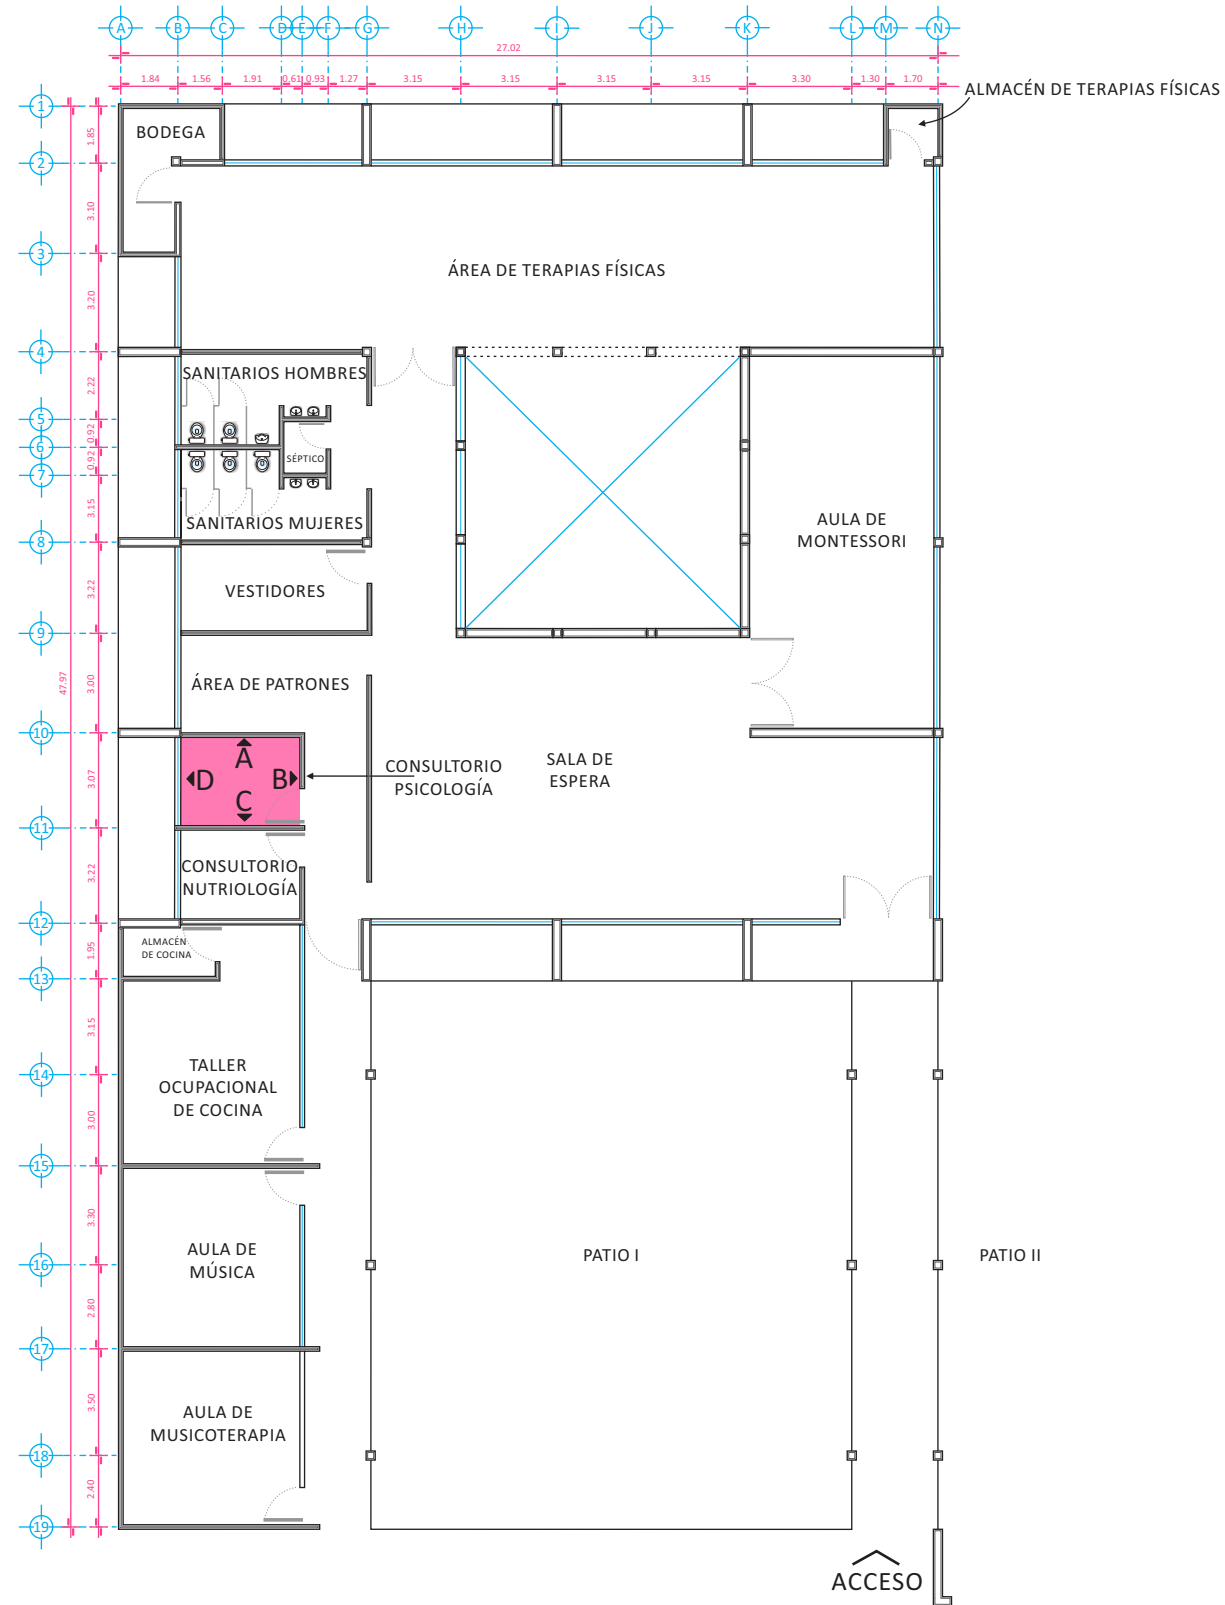 A B C D E F G H I J K L M N
27.02
1.84 1.56 1.91 0.61 0.93 1.27 3.15 3.15 3.15 3.15 3.30 1.30 1.70
ALMACÉN DE TERAPIAS FÍSICAS
1
1.85
BODEGA
2
3.10
3
ÁREA DE TERAPIAS FÍSICAS
3.20
4
SANITARIOS HOMBRES
2.22
5
0.92
6
SÉPTICO
0.92
7
3.15
SANITARIOS MUJERES
AULA DE
MONTESSORI
8
3.22
VESTIDORES
9
47.97
3.00
ÁREA DE PATRONES
10
3.07
A
D B
C
CONSULTORIO
PSICOLOGÍA
SALA DE
ESPERA
11
3.22
CONSULTORIO
NUTRIOLOGÍA
12
1.95
ALMACÉN
DE COCINA
13
3.15
TALLER
OCUPACIONAL
DE COCINA
14
3.00
15
3.30
AULA DE
MÚSICA
PATIO I
PATIO II
16
2.80
17
3.50
AULA DE
MUSICOTERAPIA
18
2.40
19
ACCESO